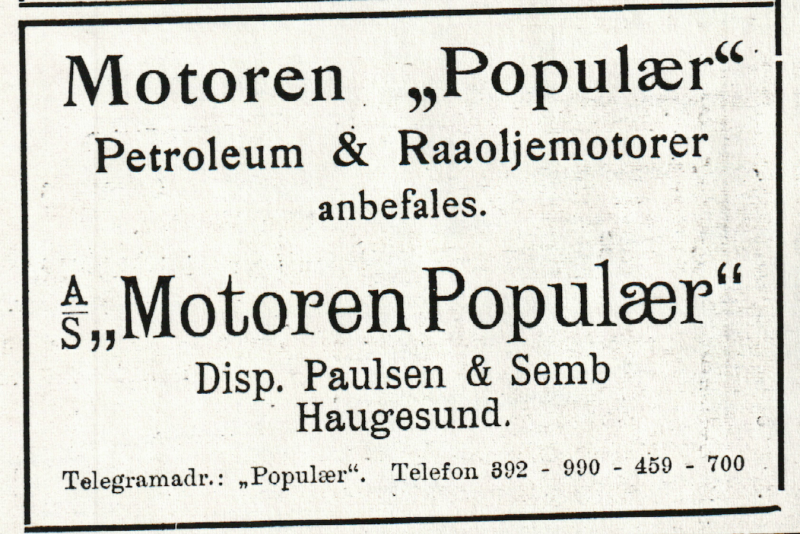 Motoren „Populær“
Petroleum & Raaoljemotorer
anbefales.
A/S „Motoren Populær“
Disp. Paulsen & Semb
Haugesund.
Telegramadr.: „Populær“. Telefon 392 - 990 - 459 - 700